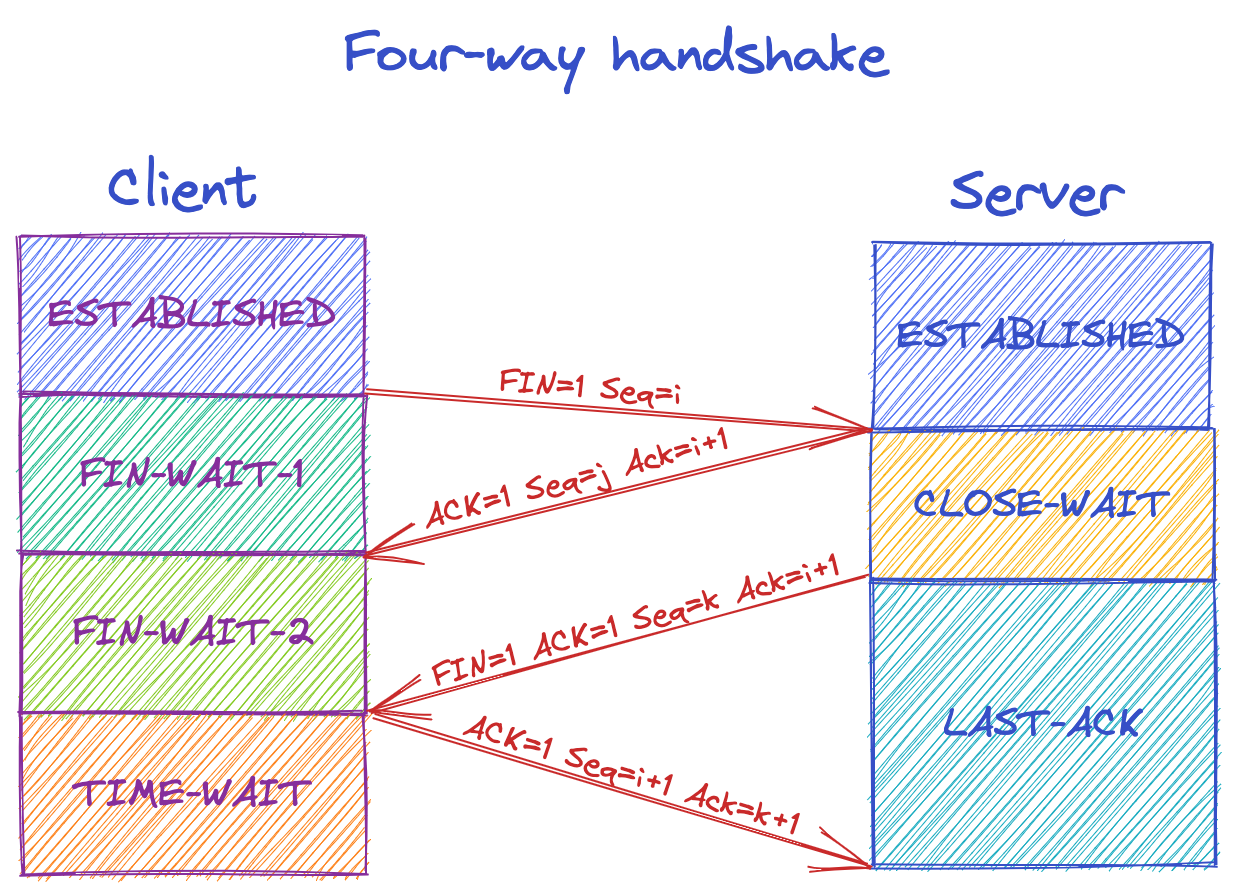 Four-way handshake
Client
Server
ESTABLISHED
ESTABLISHED
FIN=1 Seq=i
FIN-WAIT-1
ACK=1 Seq=j Ack=i+1
CLOSE-WAIT
FIN-WAIT-2
FIN=1 ACK=1 Seq=k Ack=i+1
LAST-ACK
ACK=1 Seq=i+1 Ack=k+1
TIME-WAIT